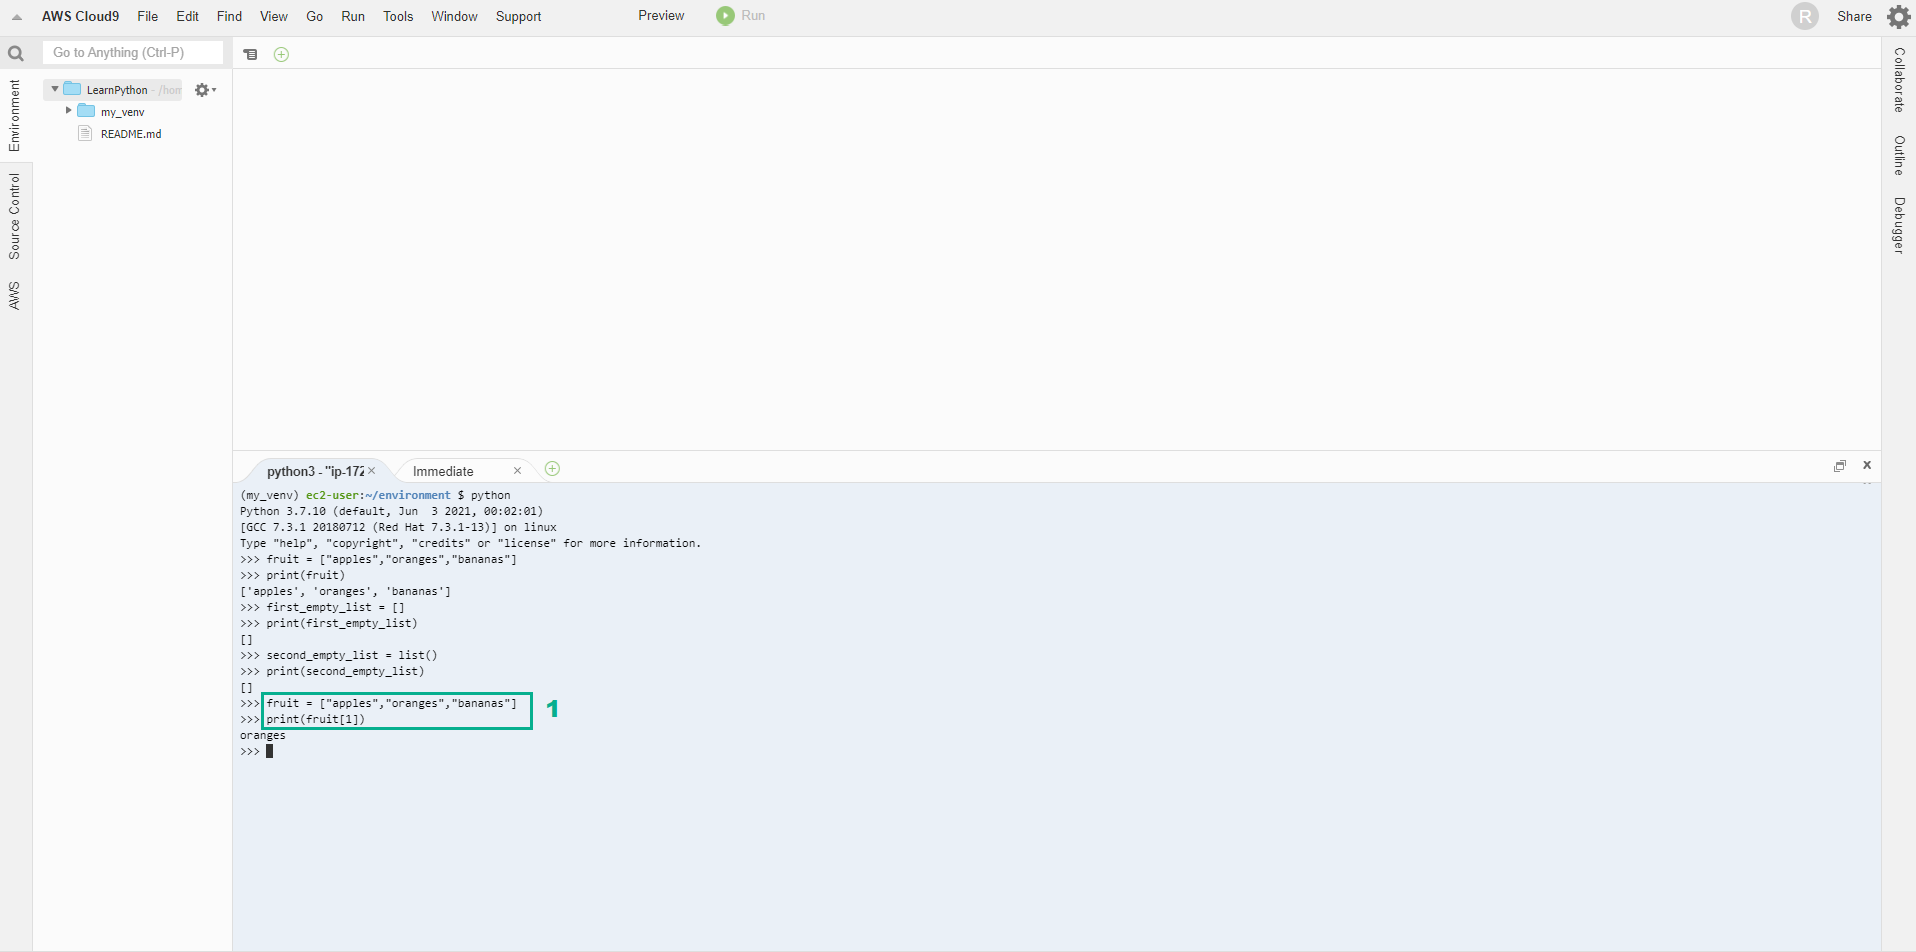 AWS Cloud9 File Edit Find View Go Run Tools Window Support Preview Run R Share
Go to Anything (Ctrl-P)
Environment
Source Control
AWS
LearnPython - /hom
my_venv
README.md
Collaborate
Outline
Debugger
python3 - "ip-172 Immediate
(my_venv) ec2-user:~/environment $ python
Python 3.7.10 (default, Jun  3 2021, 00:02:01)
[GCC 7.3.1 20180712 (Red Hat 7.3.1-13)] on linux
Type "help", "copyright", "credits" or "license" for more information.
>>> fruit = ["apples","oranges","bananas"]
>>> print(fruit)
['apples', 'oranges', 'bananas']
>>> first_empty_list = []
>>> print(first_empty_list)
[]
>>> second_empty_list = list()
>>> print(second_empty_list)
[]
>>> fruit = ["apples","oranges","bananas"]
1
>>> print(fruit[1])
oranges
>>>